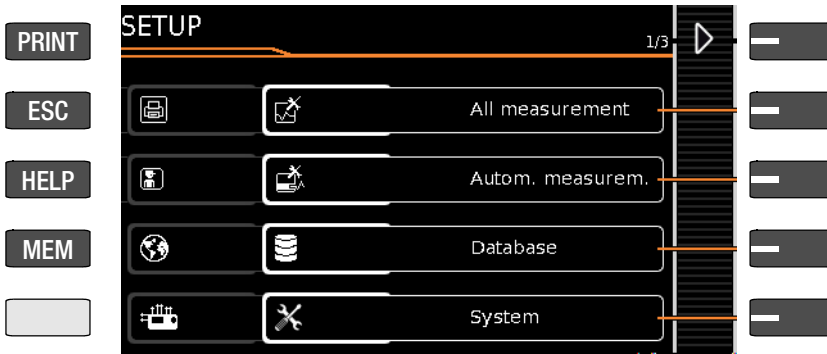 SETUP
1/3
PRINT
ESC
All measurement
HELP
Autom. measurem.
MEM
Database
System